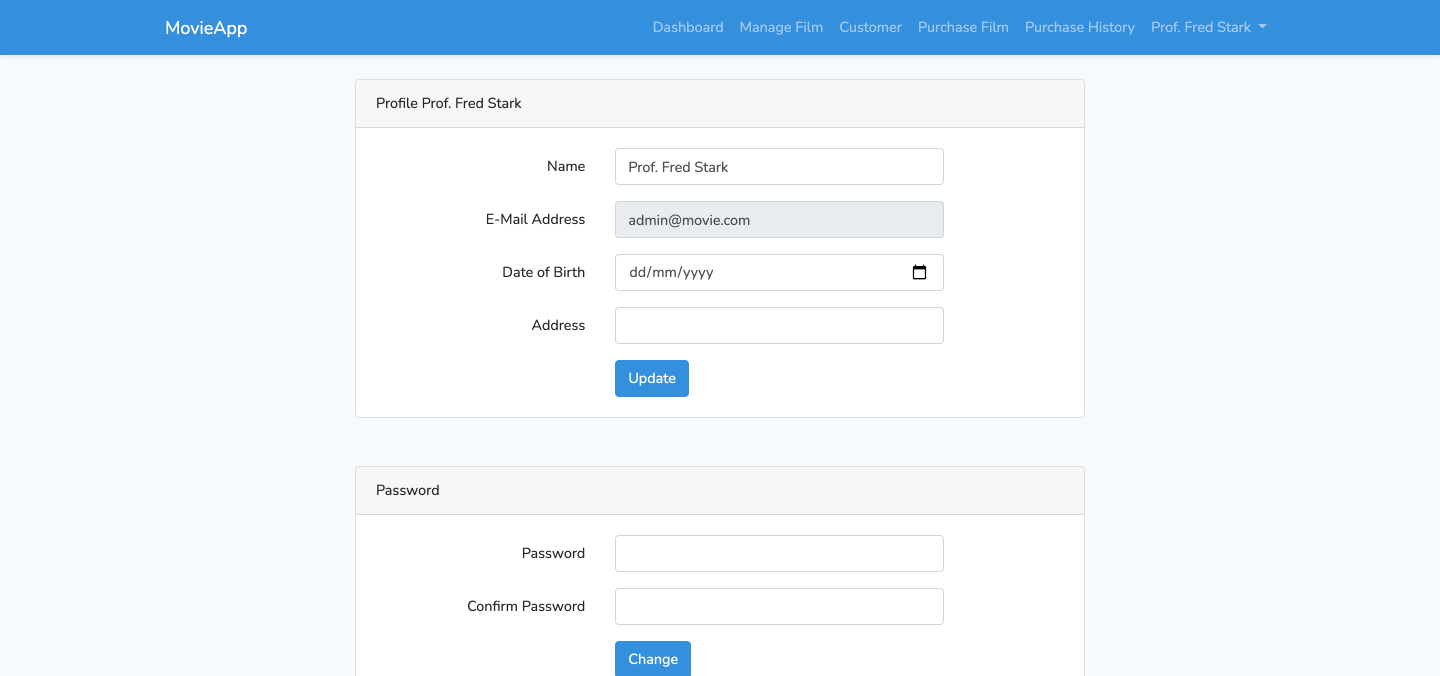 MovieApp Dashboard Manage Film Customer Purchase Film Purchase History Prof. Fred Stark
Profile Prof. Fred Stark
Name Prof. Fred Stark
E-Mail Address admin@movie.com
Date of Birth dd/mm/yyyy
Address
Update
Password
Password
Confirm Password
Change